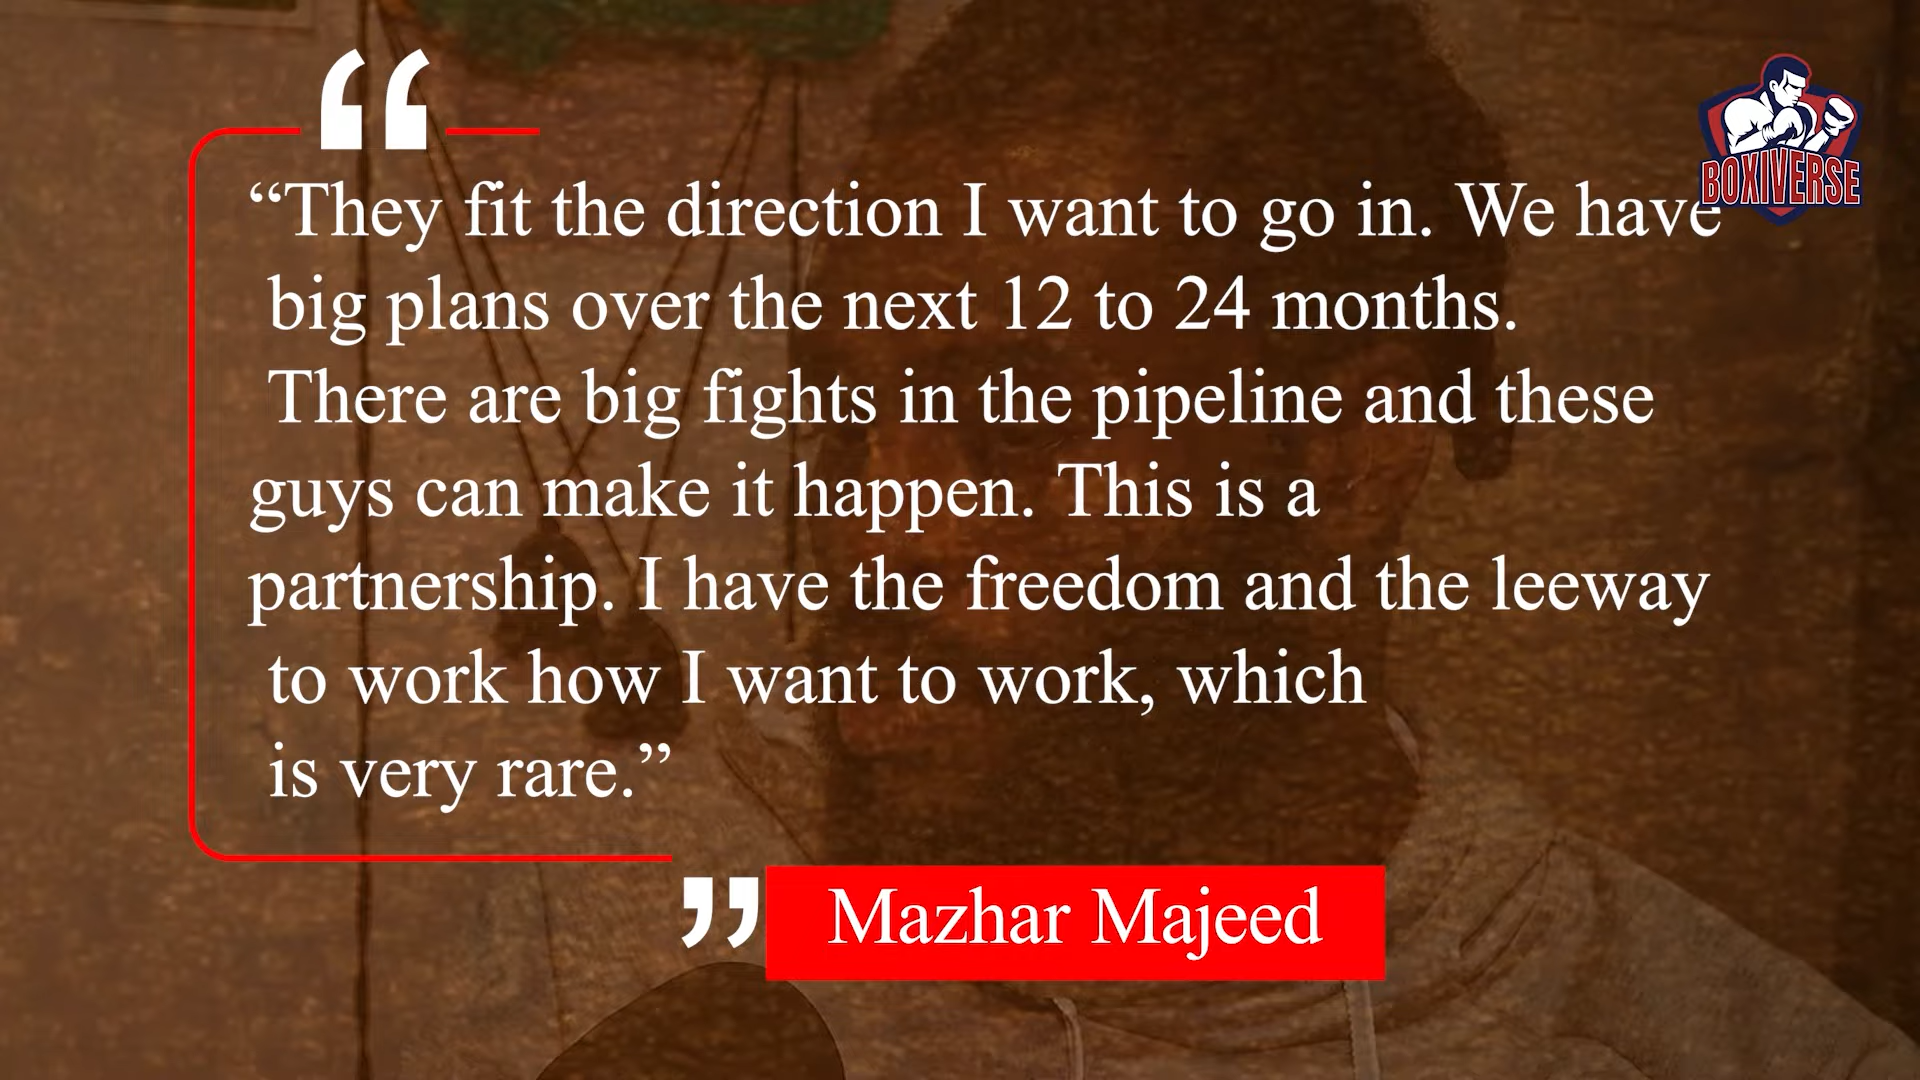 “
BOXIVERSE
“They fit the direction I want to go in. We have
big plans over the next 12 to 24 months.
There are big fights in the pipeline and these
guys can make it happen. This is a
partnership. I have the freedom and the leeway
to work how I want to work, which
is very rare.”
”
Mazhar Majeed